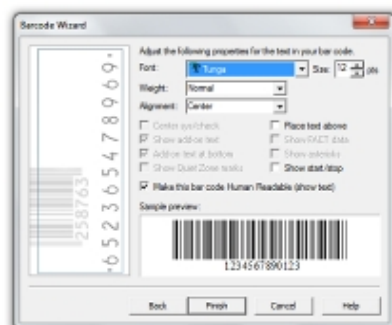 Barcode Wizard
Adjust the following properties for the text in your bar code.
Font: Tunga Size: 12 pts
Weight: Normal
Alignment: Center
Center sys/check Place text above
Show add-on text Show FACT data
Add-on text at bottom Show asterisks
Show Quiet Zone marks Show start/stop
Make this bar code Human Readable (show text)
Sample preview:
1234567890123
Back Finish Cancel Help
258763